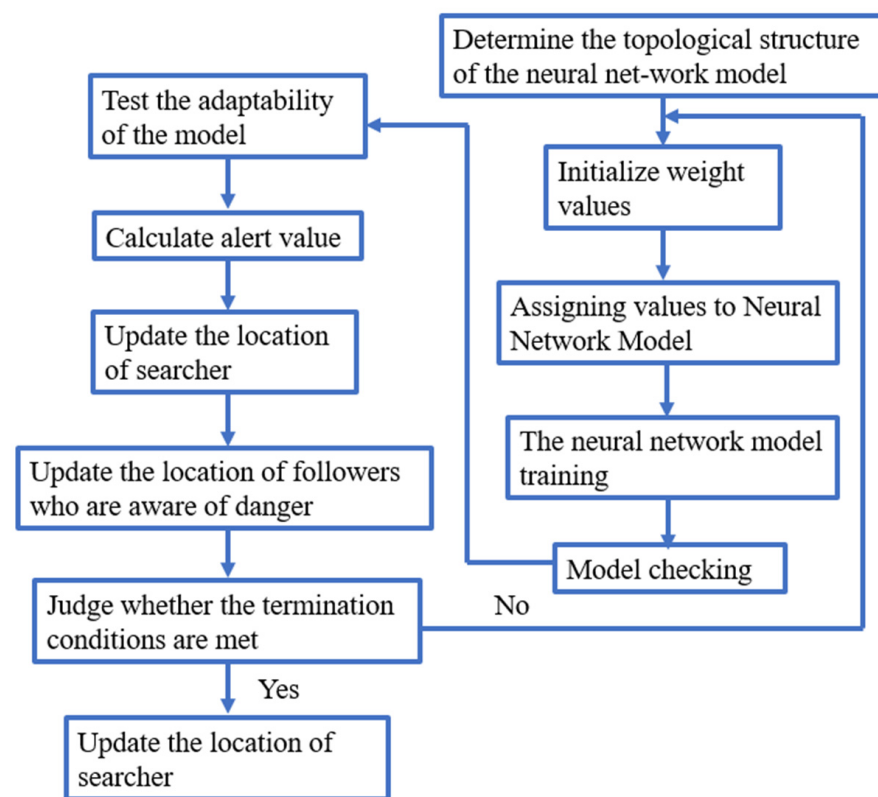 Determine the topological structure
of the neural net-work model
Initialize weight
values
Assigning values to Neural
Network Model
The neural network model
training
Model checking
Test the adaptability
of the model
Calculate alert value
Update the location
of searcher
Update the location of followers
who are aware of danger
Judge whether the termination
conditions are met
No
Yes
Update the location of
searcher